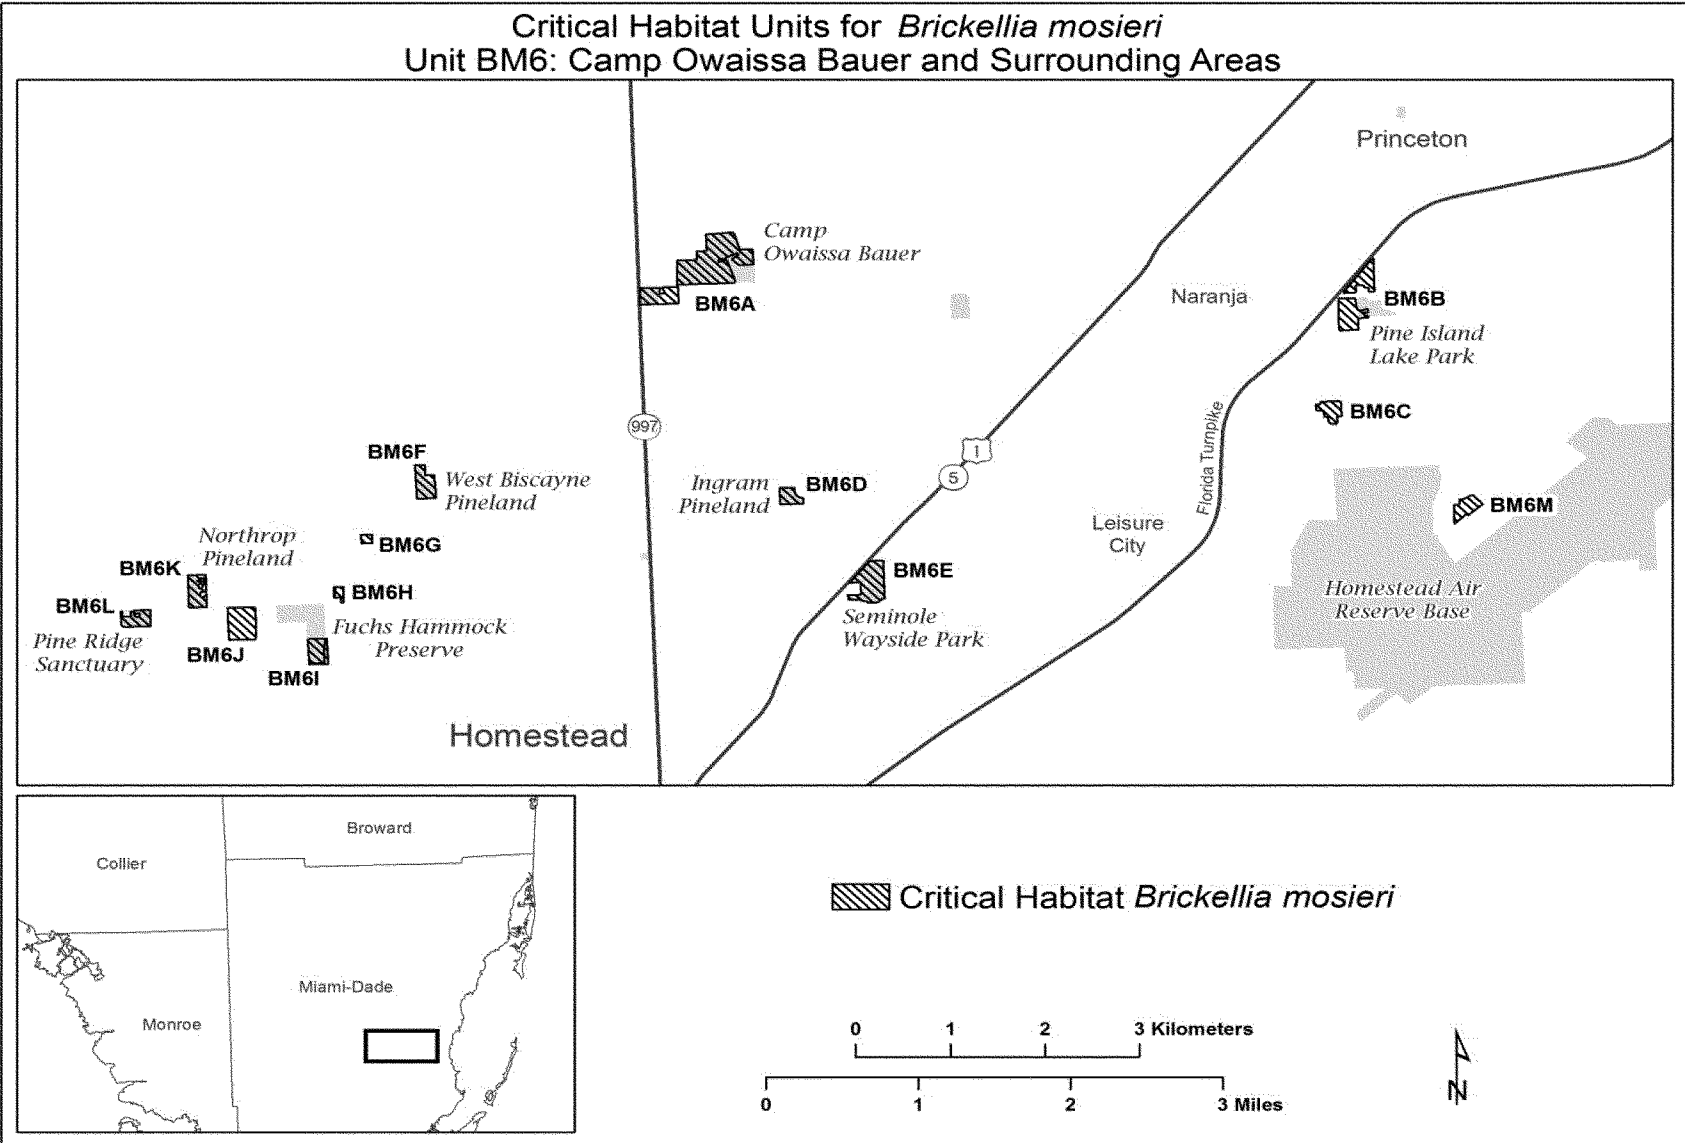 Critical Habitat Units for Brickellia mosieri
Unit BM6: Camp Owaissa Bauer and Surrounding Areas
Princeton
Camp
Owaissa Bauer
BM6A
Naranja
BM6B
Pine Island
Lake Park
BM6C
997
BM6F
West Biscayne
Pineland
Ingram
Pineland
BM6D
1
5
Florida Turnpike
Leisure
City
BM6M
Homestead Air
Reserve Base
Northrop
Pineland
BM6G
BM6K
BM6H
BM6L
Pine Ridge
Sanctuary
BM6J
Fuchs Hammock
Preserve
BM6I
BM6E
Seminole
Wayside Park
Homestead
Collier
Broward
Miami-Dade
Monroe
Critical Habitat Brickellia mosieri
0 1 2 3 Kilometers
0 1 2 3 Miles
N